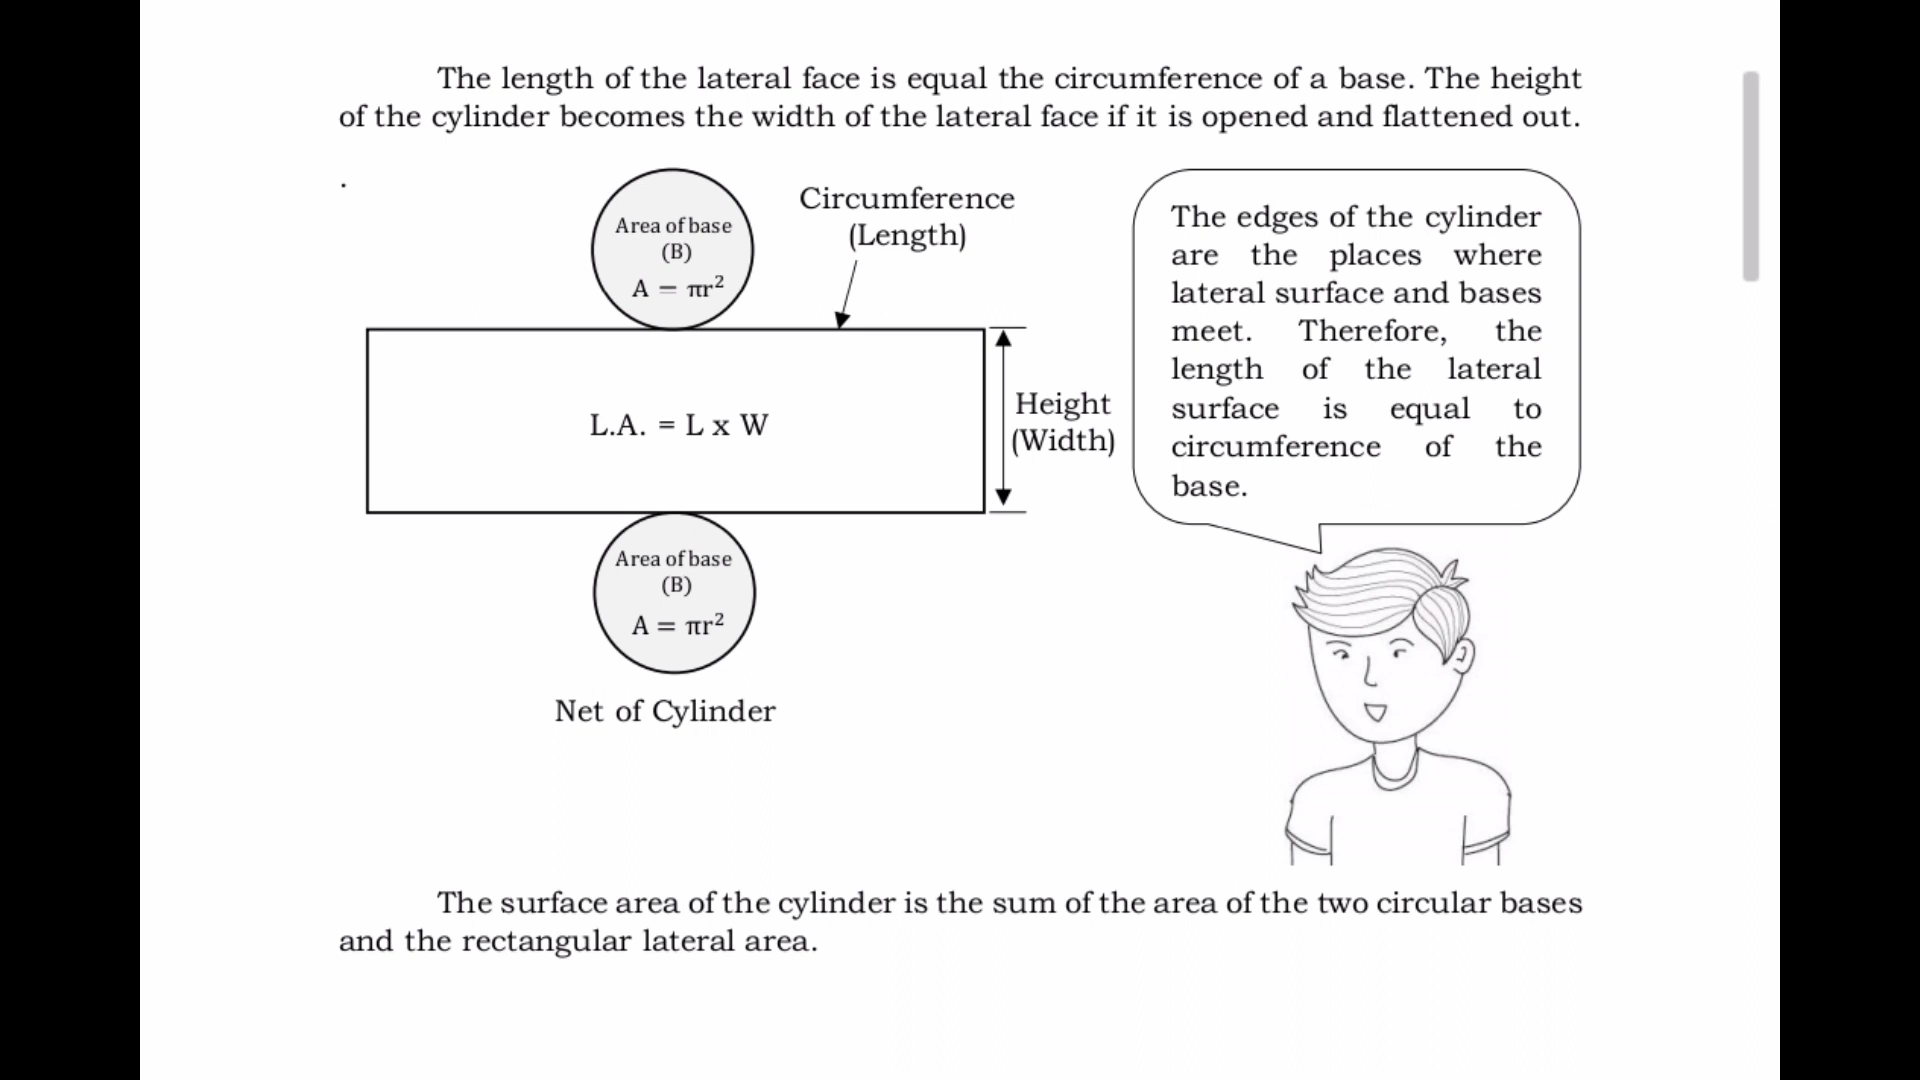 The length of the lateral face is equal the circumference of a base. The height
of the cylinder becomes the width of the lateral face if it is opened and flattened out.
.
Area of base
(B)
A = πr²
Circumference
(Length)
L.A. = L x W
Height
(Width)
Area of base
(B)
A = πr²
Net of Cylinder
The edges of the cylinder
are the places where
lateral surface and bases
meet. Therefore, the
length of the lateral
surface is equal to
circumference of the
base.
The surface area of the cylinder is the sum of the area of the two circular bases
and the rectangular lateral area.